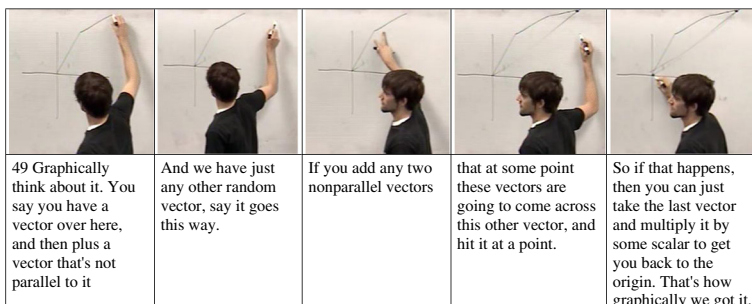 49 Graphically
think about it. You
say you have a
vector over here,
and then plus a
vector that's not
parallel to it
And we have just
any other random
vector, say it goes
this way.
If you add any two
nonparallel vectors
that at some point
these vectors are
going to come across
this other vector, and
hit it at a point.
So if that happens,
then you can just
take the last vector
and multiply it by
some scalar to get
you back to the
origin. That's how
graphically we got it.